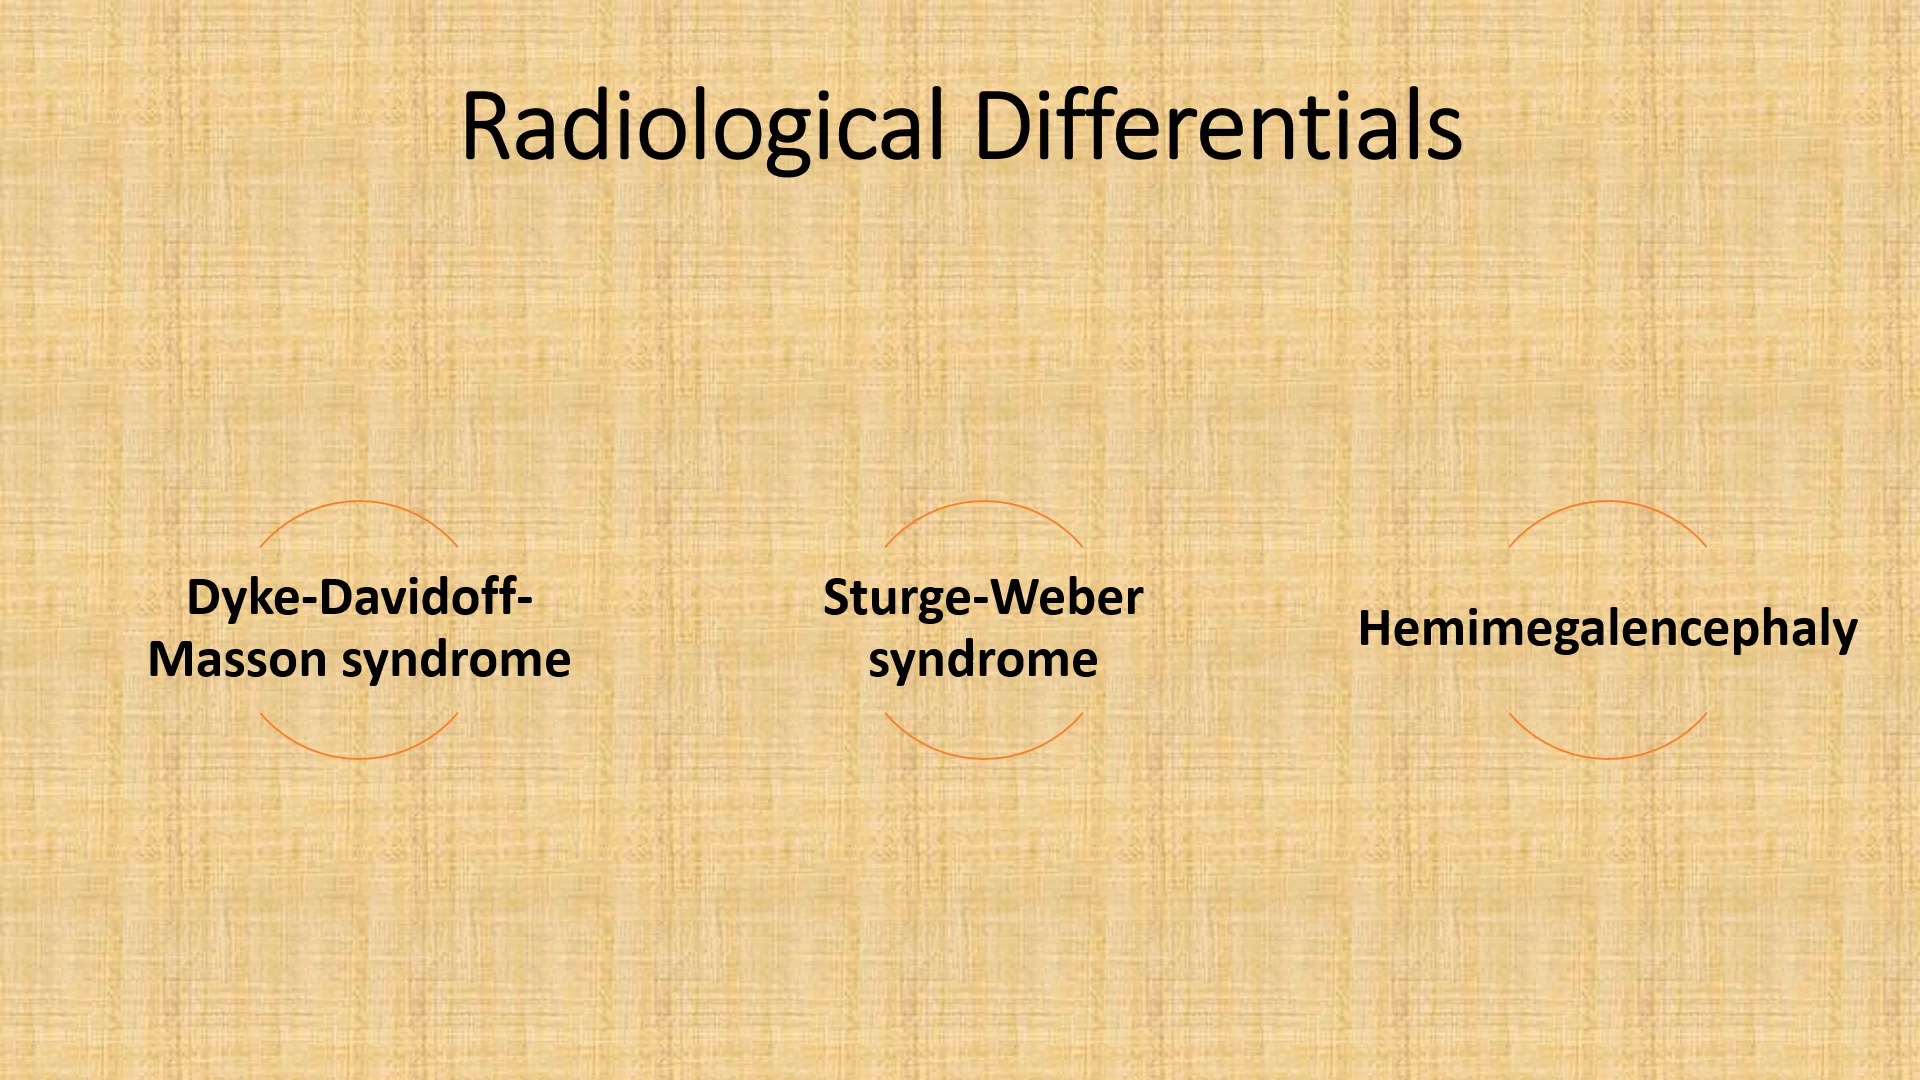 Radiological Differentials
Dyke-Davidoff-
Masson syndrome
Sturge-Weber
syndrome
Hemimegalencephaly